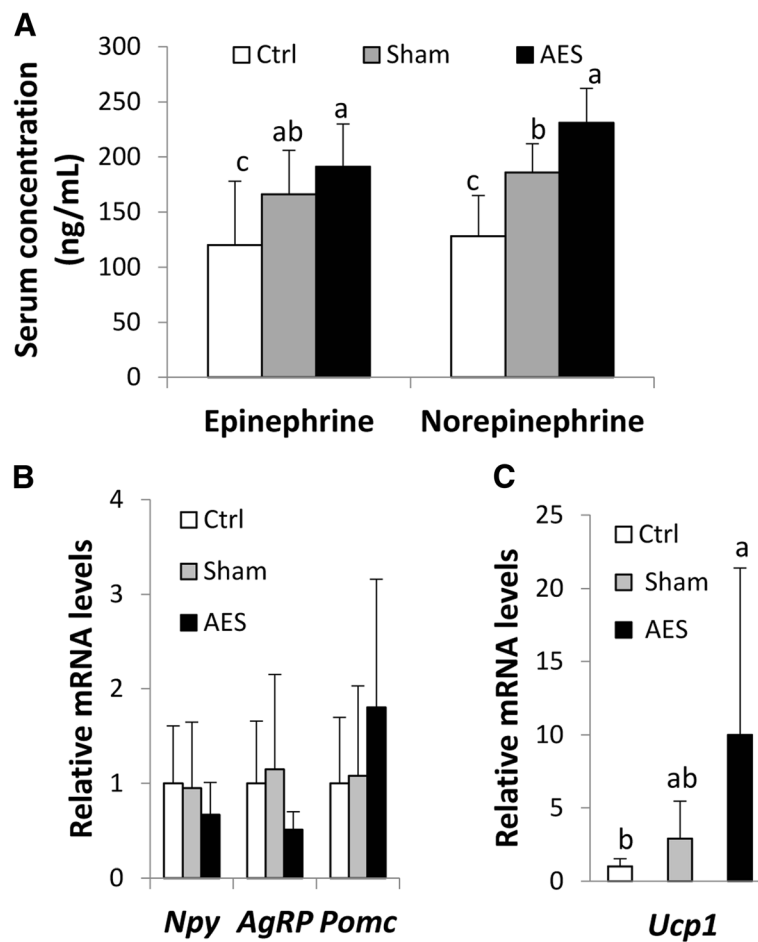 A
300
250
200
150
100
50
0
Serum concentration
(ng/mL)
Ctrl Sham AES
c ab a c b a
Epinephrine Norepinephrine
B
4
3
2
1
0
Relative mRNA levels
Ctrl
Sham
AES
Npy AgRP Pomc
C
25
20
15
10
5
0
Relative mRNA levels
Ctrl
Sham
AES
b ab a
Ucp1